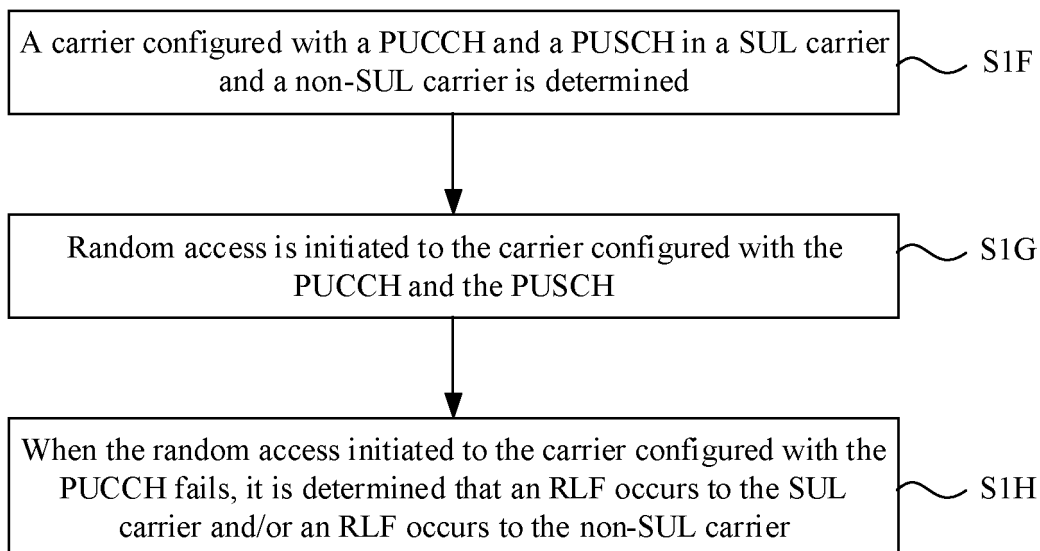 A carrier configured with a PUCCH and a PUSCH in a SUL carrier
and a non-SUL carrier is determined
S1F
Random access is initiated to the carrier configured with the
PUCCH and the PUSCH
S1G
When the random access initiated to the carrier configured with the
PUCCH fails, it is determined that an RLF occurs to the SUL
carrier and/or an RLF occurs to the non-SUL carrier
S1H